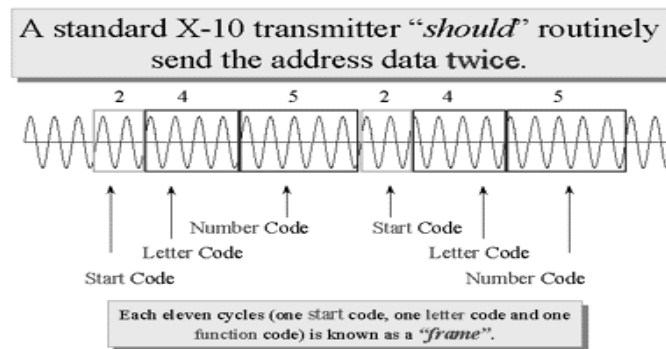 A standard X-10 transmitter “should” routinely
send the address data twice.
2 4 5 2 4 5
Number Code Start Code
Letter Code Letter Code
Start Code Number Code
Each eleven cycles (one start code, one letter code and one
function code) is known as a “frame”.